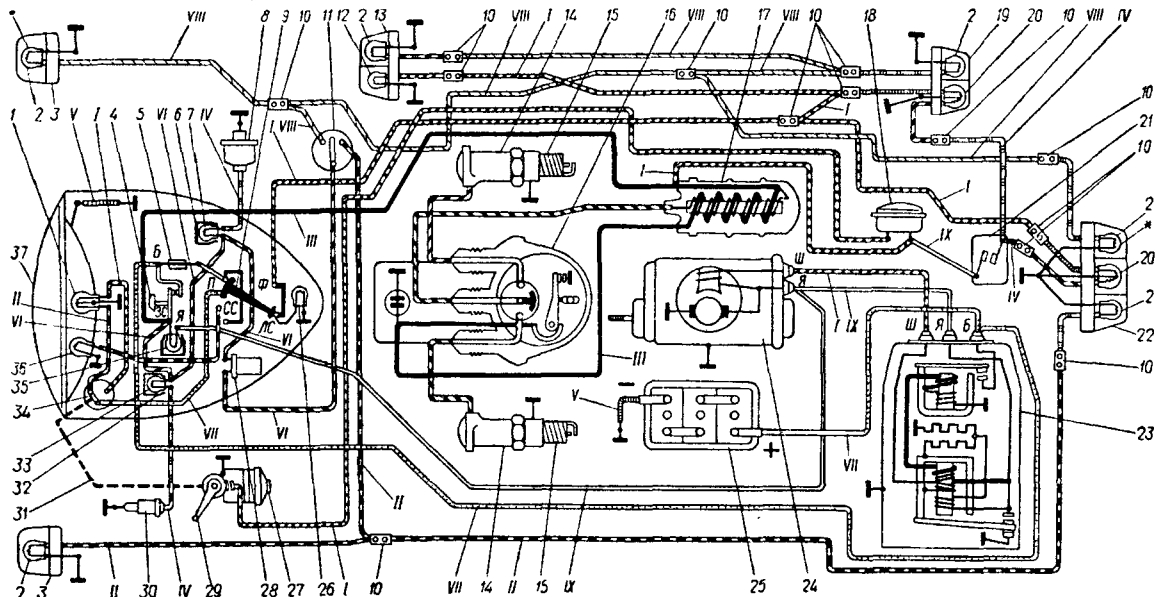 VIII
8 9 10 11 12 13 10 VIII I 14 15 16 VIII 10 17 VIII 10 18 2 19 20 10 VIII IV
2
2 3
1 2 3 V I 4 5 VI 6 7 IV
I VIII
III
I
10
21
10
I
IX
pd
2
*
20
IV
2
22
10
37
II
VI
36
35
34
33
32
31
Б
ЗС
Я
П
СС
Ф
ЛС
VI
VII
VI
II
III
Ш
Я
I IX
Ш Я Б
V
−
+
VII
23
2 3 II 30 IV 29 28 27 26 I 10 VII 14 II 15 IX 25 24